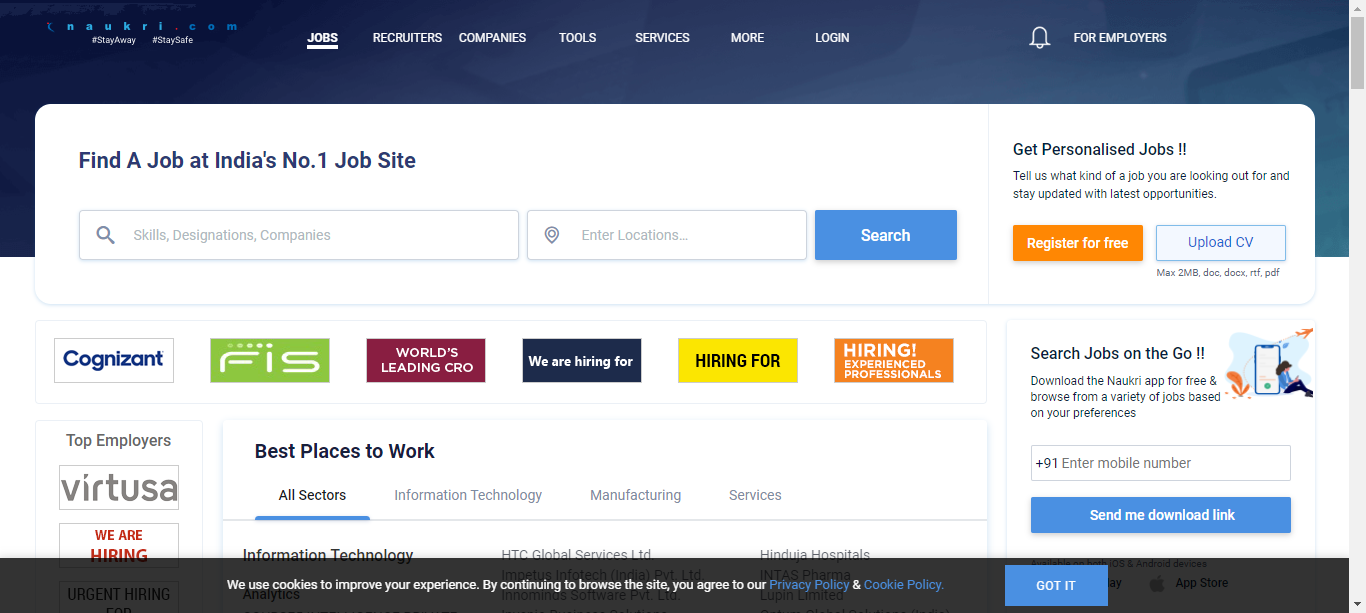 naukri.com
#StayAway #StaySafe
JOBS RECRUITERS COMPANIES TOOLS SERVICES MORE LOGIN FOR EMPLOYERS
Find A Job at India's No.1 Job Site
Skills, Designations, Companies
Enter Locations...
Search
Get Personalised Jobs !!
Tell us what kind of a job you are looking out for and
stay updated with latest opportunities.
Register for free
Upload CV
Max 2MB, doc, docx, rtf, pdf
Cognizant
FIS
WORLD'S
LEADING CRO
We are hiring for
HIRING FOR
HIRING!
EXPERIENCED
PROFESSIONALS
Search Jobs on the Go !!
Download the Naukri app for free &
browse from a variety of jobs based
on your preferences
+91 Enter mobile number
Send me download link
Available on both iOS & Android devices
App Store
Top Employers
virtusa
WE ARE
HIRING
URGENT HIRING
FOR
Best Places to Work
All Sectors Information Technology Manufacturing Services
Information Technology
Analytics
HTC Global Services Ltd
Impetus Infotech (India) Pvt. Ltd.
Innominds Software Pvt. Ltd.
Hinduja Hospitals
INTAS Pharma
Lupin Limited
We use cookies to improve your experience. By continuing to browse the site, you agree to our Privacy Policy & Cookie Policy.
GOT IT